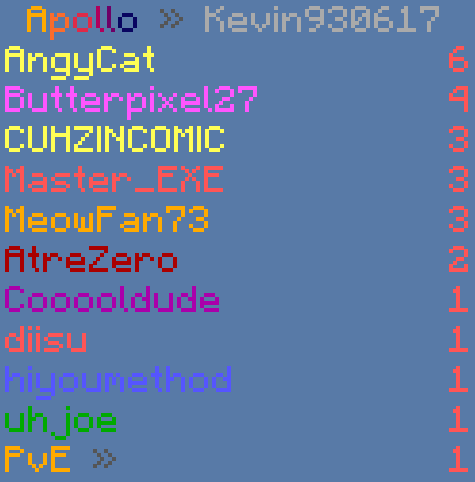 Apollo » Kevin930617
AngyCat 6
Butterpixel27 4
CUHZINCOMIC 3
Master_EXE 3
MeowFan73 3
AtreZero 2
Cooooldude 1
diisu 1
hiyoumethod 1
uh_joe 1
PvE » 1